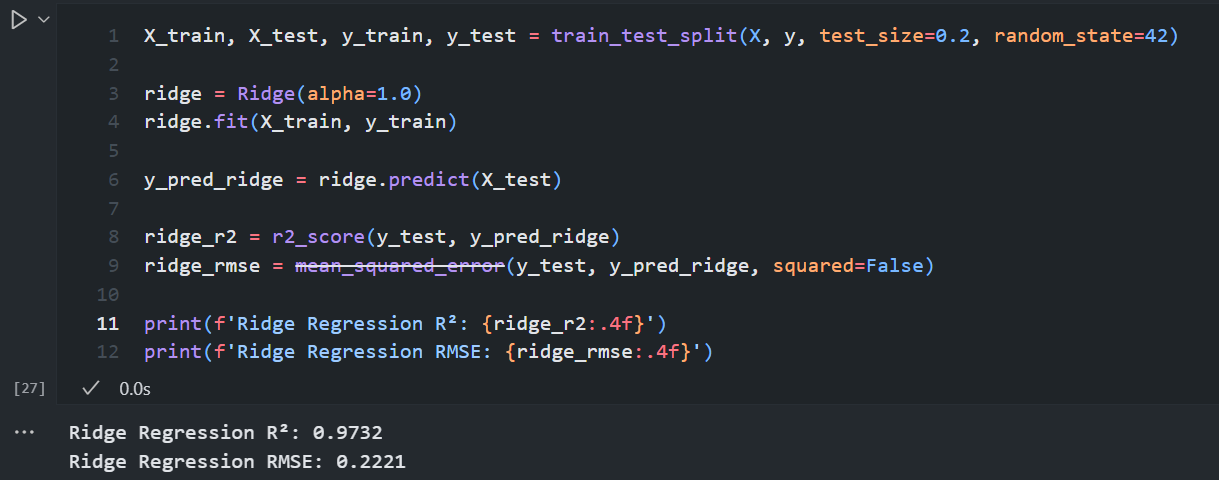 1 X_train, X_test, y_train, y_test = train_test_split(X, y, test_size=0.2, random_state=42)
2
3 ridge = Ridge(alpha=1.0)
4 ridge.fit(X_train, y_train)
5
6 y_pred_ridge = ridge.predict(X_test)
7
8 ridge_r2 = r2_score(y_test, y_pred_ridge)
9 ridge_rmse = mean_squared_error(y_test, y_pred_ridge, squared=False)
10
11 print(f'Ridge Regression R²: {ridge_r2:.4f}')
12 print(f'Ridge Regression RMSE: {ridge_rmse:.4f}')
[27] 0.0s
... Ridge Regression R²: 0.9732
Ridge Regression RMSE: 0.2221